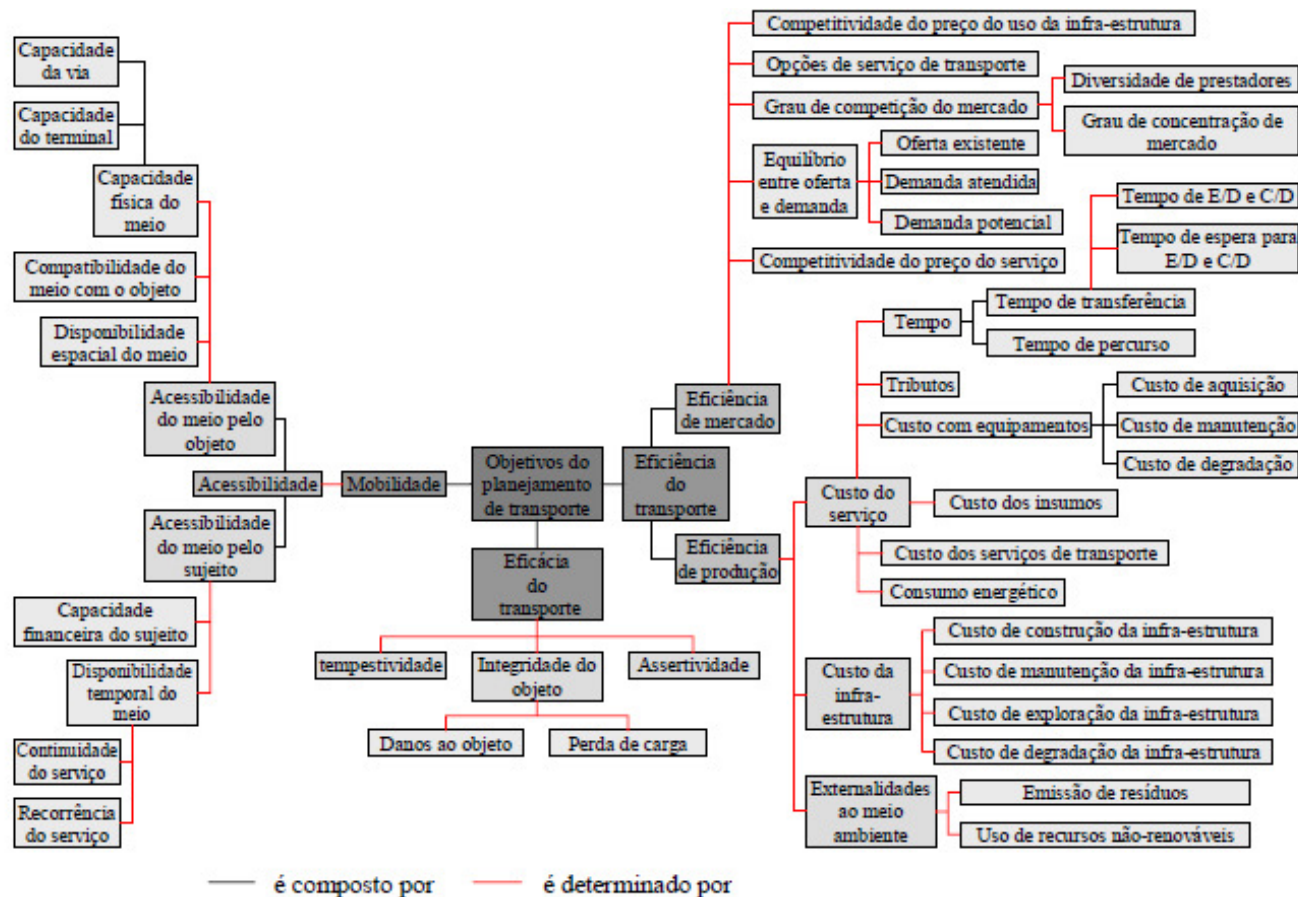 Capacidade
da via
Capacidade
do terminal
Capacidade
física do
meio
Compatibilidade do
meio com o objeto
Disponibilidade
espacial do meio
Acessibilidade
do meio pelo
objeto
Acessibilidade
Mobilidade
Acessibilidade
do meio pelo
sujeito
Capacidade
financeira do sujeito
Disponibilidade
temporal do
meio
Continuidade
do serviço
Recorrência
do serviço
Objetivos do
planejamento
de transporte
Eficácia
do
transporte
tempestividade
Integridade do
objeto
Assertividade
Danos ao objeto
Perda de carga
Eficiência
do
transporte
Eficiência
de mercado
Competitividade do preço do uso da infra-estrutura
Opções de serviço de transporte
Grau de competição do mercado
Diversidade de prestadores
Grau de concentração de
mercado
Equilíbrio
entre oferta
e demanda
Oferta existente
Demanda atendida
Demanda potencial
Competitividade do preço do serviço
Eficiência
de produção
Custo do
serviço
Tempo
Tempo de transferência
Tempo de E/D e C/D
Tempo de espera para
E/D e C/D
Tempo de percurso
Tributos
Custo com equipamentos
Custo de aquisição
Custo de manutenção
Custo de degradação
Custo dos insumos
Custo dos serviços de transporte
Consumo energético
Custo da
infra-
estrutura
Custo de construção da infra-estrutura
Custo de manutenção da infra-estrutura
Custo de exploração da infra-estrutura
Custo de degradação da infra-estrutura
Externalidades
ao meio
ambiente
Emissão de resíduos
Uso de recursos não-renováveis
é composto por
é determinado por